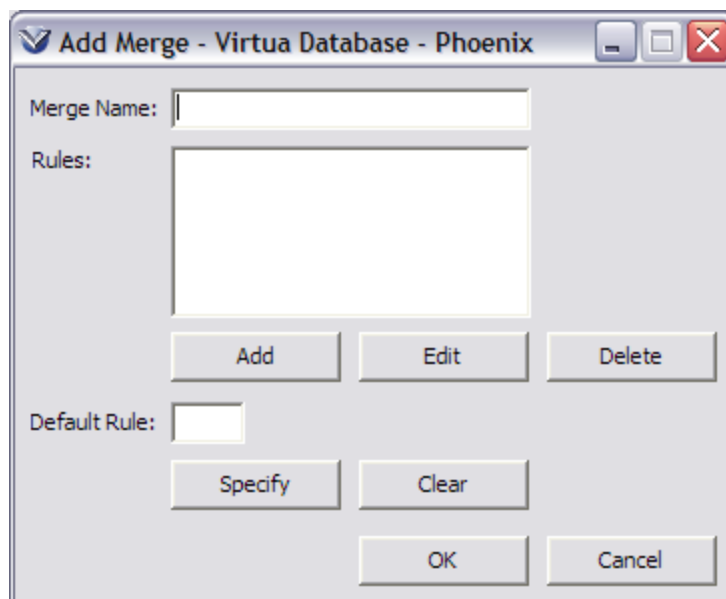 Add Merge - Virtua Database - Phoenix
Merge Name:
Rules:
Add Edit Delete
Default Rule:
Specify Clear
OK Cancel